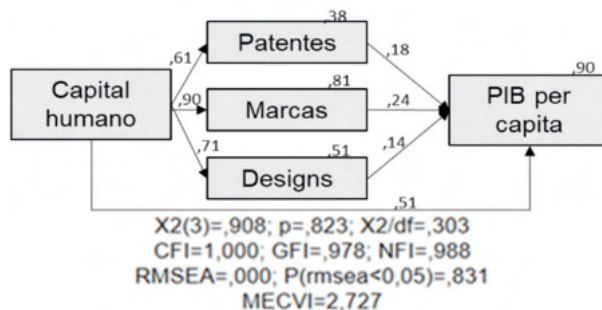 ,38
Patentes
,61
,18
,81
,90
Capital
humano
,90
Marcas
,24
PIB per
capita
,71
,51
Designs
,14
,51
X2(3)=,908; p=,823; X2/df=,303
CFI=1,000; GFI=,978; NFI=,988
RMSEA=,000; P(rmsea<0,05)=,831
MECVI=2,727